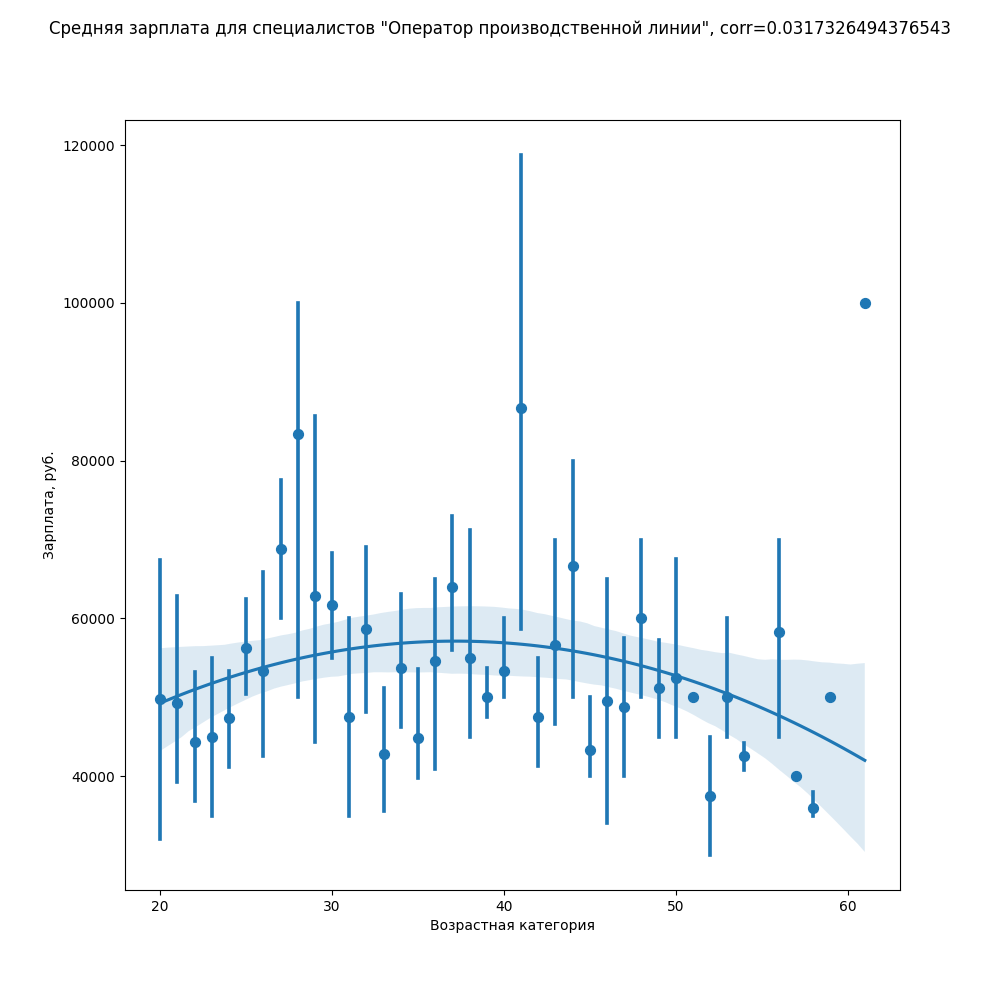 Средняя зарплата для специалистов "Оператор производственной линии", corr=0.0317326494376543
120000
100000
80000
60000
40000
Зарплата, руб.
20 30 40 50 60
Возрастная категория